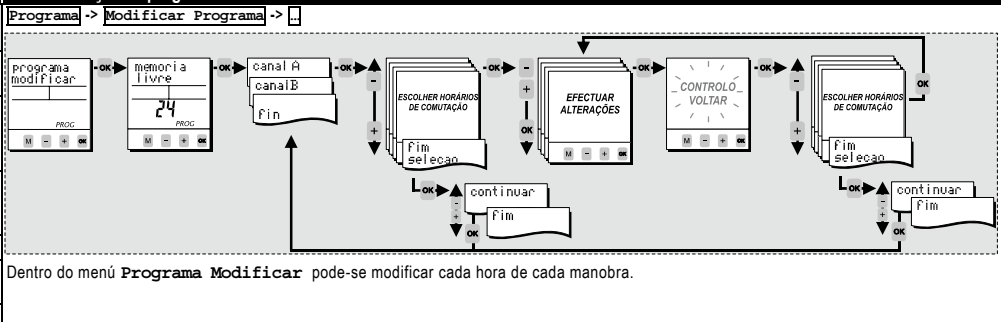 Programa -> Modificar Programa -> ...
programa
modificar
PROG
M - + OK
OK
memoria
livre
24
PROG
M - + OK
OK
canal A
canalB
fin
OK
-
+
ESCOLHER HORÁRIOS
DE COMUTAÇÃO
fim
selecao
OK
-
+
OK
EFECTUAR
ALTERAÇÕES
M - + OK
OK
CONTROLO
VOLTAR
M - + OK
OK
-
+
ESCOLHER HORÁRIOS
DE COMUTAÇÃO
fim
selecao
OK
OK
-
+
OK
continuar
fim
OK
-
+
OK
continuar
fim
Dentro do menú Programa Modificar pode-se modificar cada hora de cada manobra.